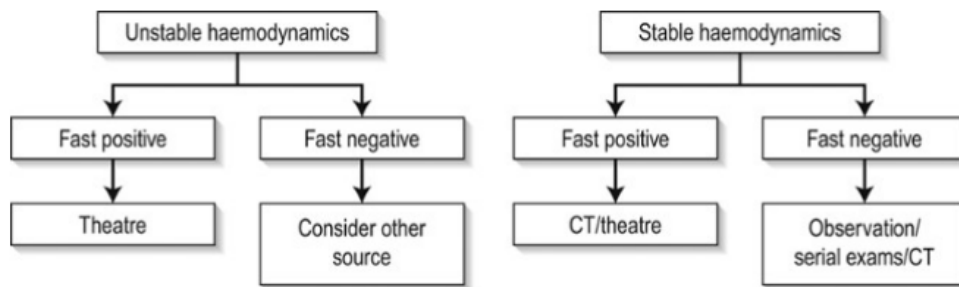 Unstable haemodynamics
Fast positive
Fast negative
Theatre
Consider other
source
Stable haemodynamics
Fast positive
Fast negative
CT/theatre
Observation/
serial exams/CT